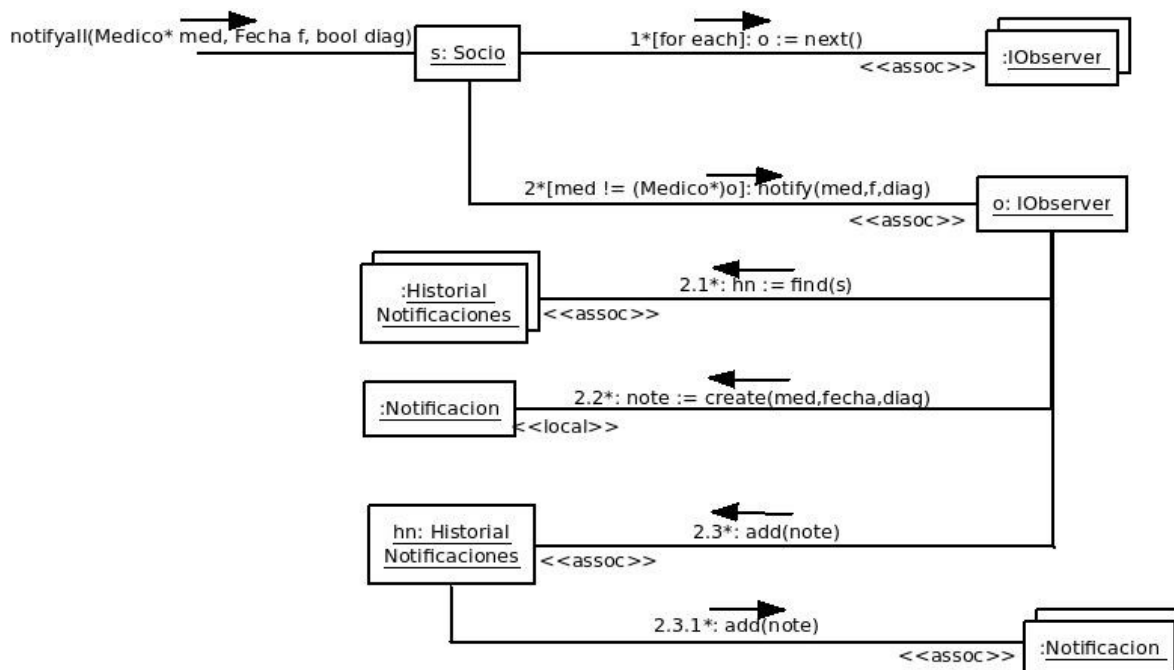 notifyall(Medico* med, Fecha f, bool diag)
s: Socio
1*[for each]: o := next()
<<assoc>>
:IObserver
2*[med != (Medico*)o]: notify(med,f,diag)
<<assoc>>
o: IObserver
:Historial
Notificaciones
2.1*: hn := find(s)
<<assoc>>
:Notificacion
2.2*: note := create(med,fecha,diag)
<<local>>
hn: Historial
Notificaciones
2.3*: add(note)
<<assoc>>
2.3.1*: add(note)
<<assoc>>
:Notificacion